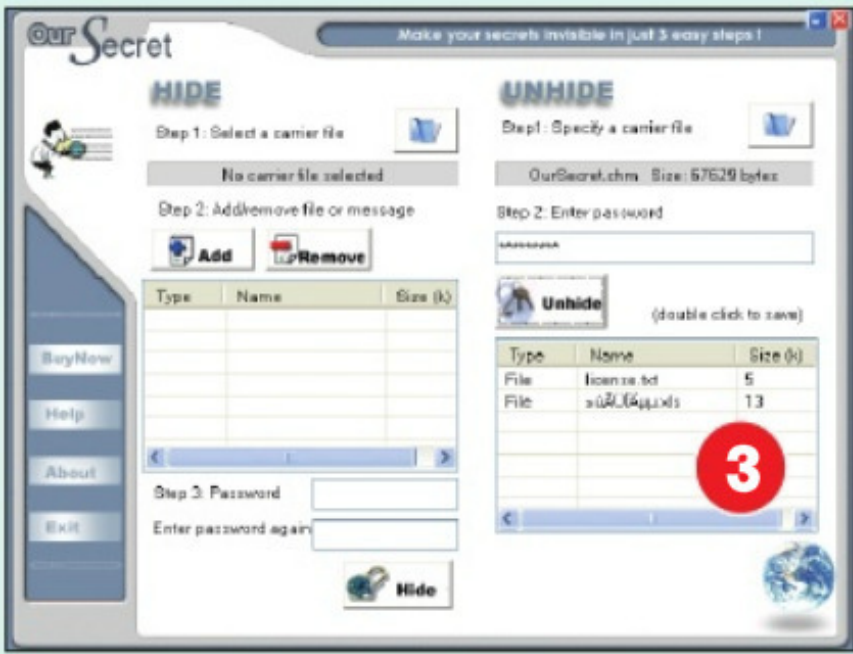 Our Secret
Make your secrets invisible in just 3 easy steps !
HIDE
Step 1: Select a carrier file
No carrier file selected
Step 2: Add/remove file or message
Add
Remove
Type Name Size (k)
Step 3: Password
Enter password again
Hide
UNHIDE
Step1: Specify a carrier file
OurSecret.chm Size: 67629 bytes
Step 2: Enter password
Unhide
(double click to save)
Type Name Size (k)
File license.txt 5
File 13
3
BuyNow
Help
About
Exit